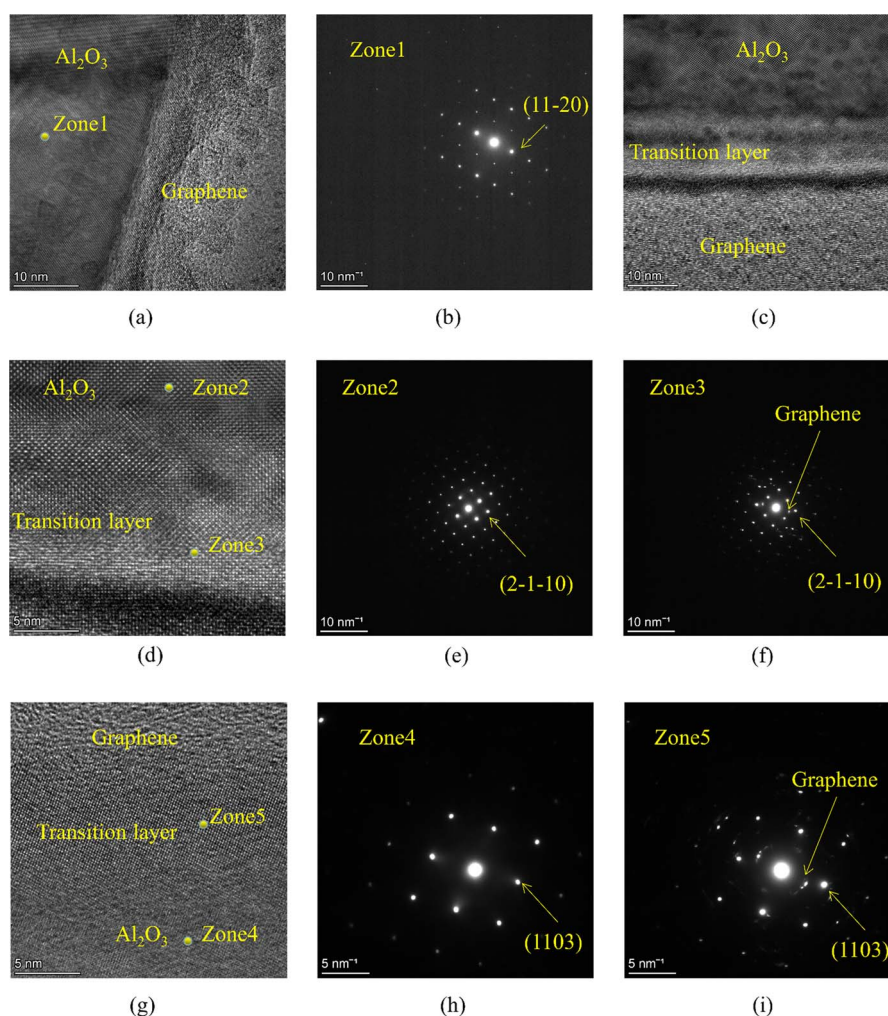 Al₂O₃
Zone1
Graphene
10 nm
(a)
Zone1
(11-20)
10 nm⁻¹
(b)
Al₂O₃
Transition layer
Graphene
10 nm
(c)
Al₂O₃
Zone2
Transition layer
Zone3
5 nm
(d)
Zone2
(2-1-10)
10 nm⁻¹
(e)
Zone3
Graphene
(2-1-10)
10 nm⁻¹
(f)
Graphene
Zone5
Transition layer
Al₂O₃
Zone4
5 nm
(g)
Zone4
(1103)
5 nm⁻¹
(h)
Zone5
Graphene
(1103)
5 nm⁻¹
(i)